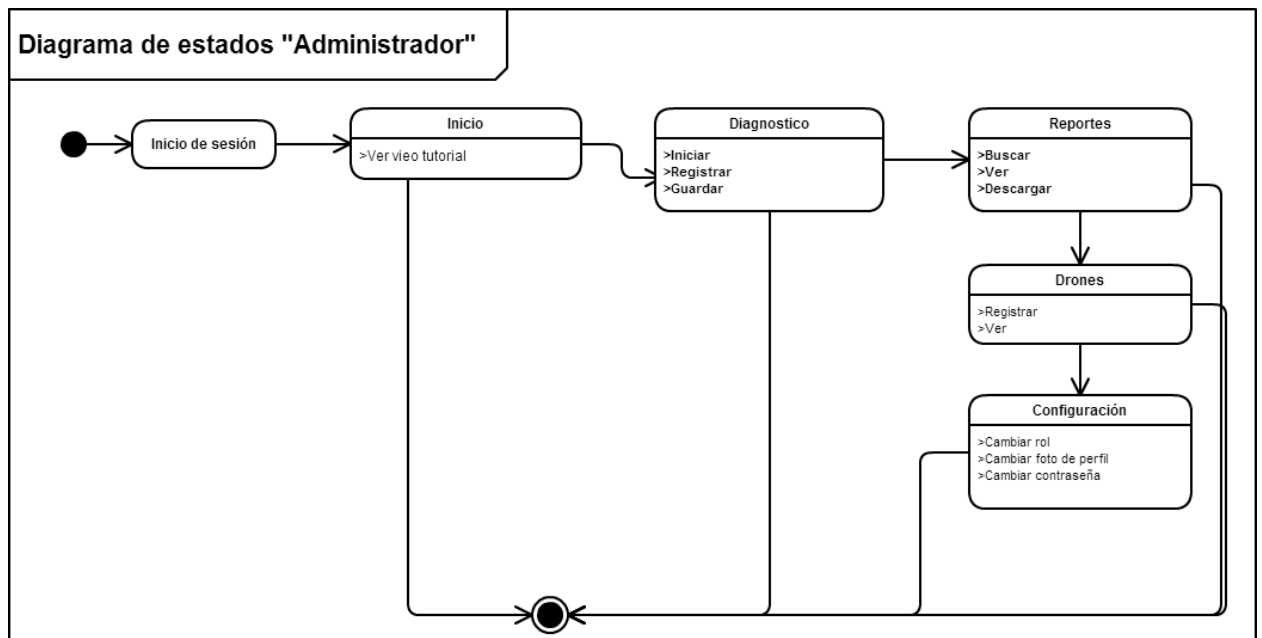 Diagrama de estados "Administrador"
Inicio de sesión
Inicio
>Ver vieo tutorial
Diagnostico
>Iniciar
>Registrar
>Guardar
Reportes
>Buscar
>Ver
>Descargar
Drones
>Registrar
>Ver
Configuración
>Cambiar rol
>Cambiar foto de perfil
>Cambiar contraseña